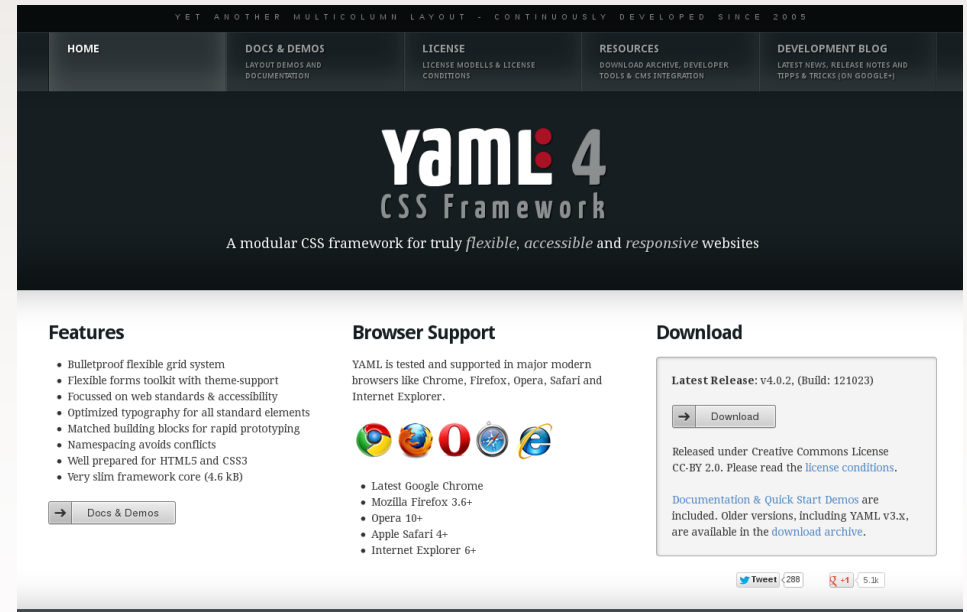 YET ANOTHER MULTICOLUMN LAYOUT - CONTINUOUSLY DEVELOPED SINCE 2005
HOME
DOCS & DEMOS
LAYOUT DEMOS AND
DOCUMENTATION
LICENSE
LICENSE MODELLS & LICENSE
CONDITIONS
RESOURCES
DOWNLOAD ARCHIVE, DEVELOPER
TOOLS & CMS INTEGRATION
DEVELOPMENT BLOG
LATEST NEWS, RELEASE NOTES AND
TIPPS & TRICKS (ON GOOGLE+)
YAML 4
CSS Framework
A modular CSS framework for truly flexible, accessible and responsive websites
Features
Bulletproof flexible grid system
Flexible forms toolkit with theme-support
Focussed on web standards & accessibility
Optimized typography for all standard elements
Matched building blocks for rapid prototyping
Namespacing avoids conflicts
Well prepared for HTML5 and CSS3
Very slim framework core (4.6 kB)
Docs & Demos
Browser Support
YAML is tested and supported in major modern
browsers like Chrome, Firefox, Opera, Safari and
Internet Explorer.
Latest Google Chrome
Mozilla Firefox 3.6+
Opera 10+
Apple Safari 4+
Internet Explorer 6+
Download
Latest Release: v4.0.2, (Build: 121023)
Download
Released under Creative Commons License
CC-BY 2.0. Please read the license conditions.
Documentation & Quick Start Demos are
included. Older versions, including YAML v3.x,
are available in the download archive.
Tweet 288
+1 5.1k